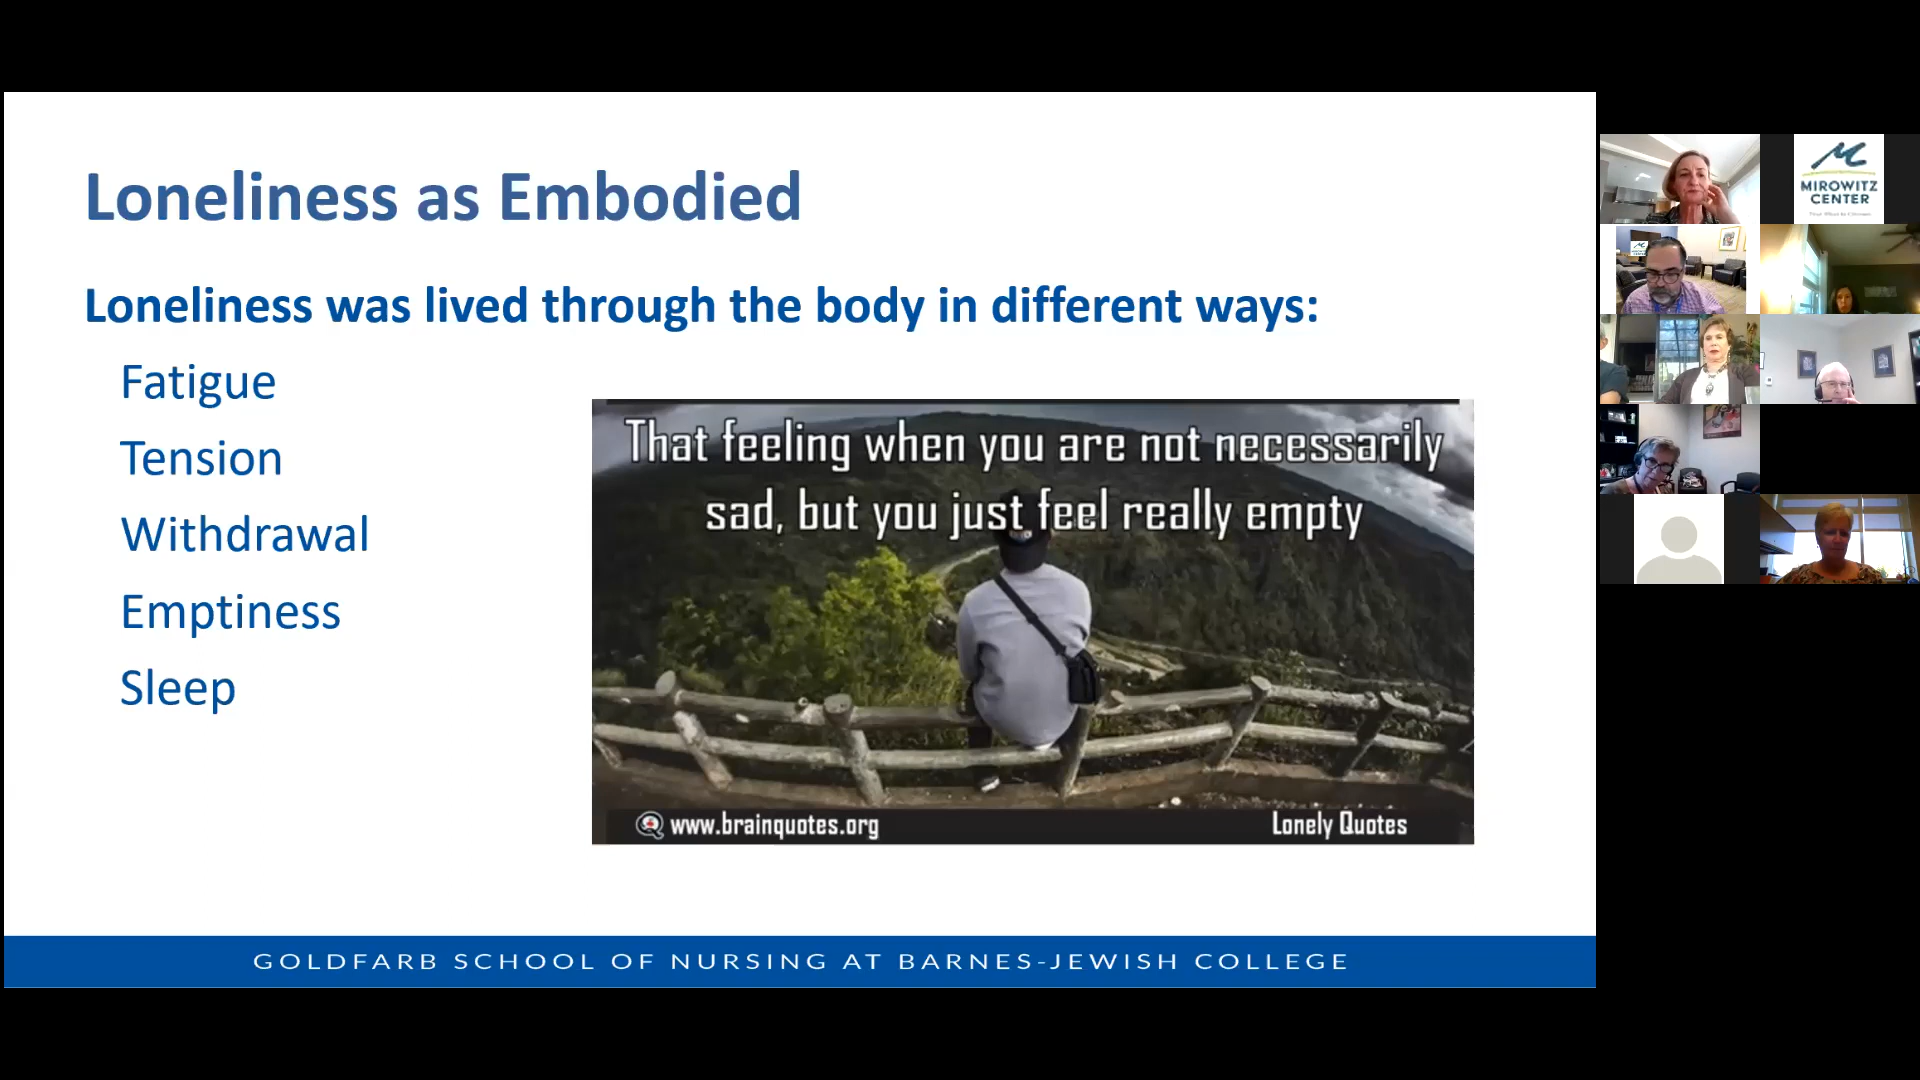 Loneliness as Embodied
Loneliness was lived through the body in different ways:
Fatigue
Tension
Withdrawal
Emptiness
Sleep
That feeling when you are not necessarily
sad, but you just feel really empty
www.brainquotes.org
Lonely Quotes
GOLDFARB SCHOOL OF NURSING AT BARNES-JEWISH COLLEGE
MIROWITZ
CENTER